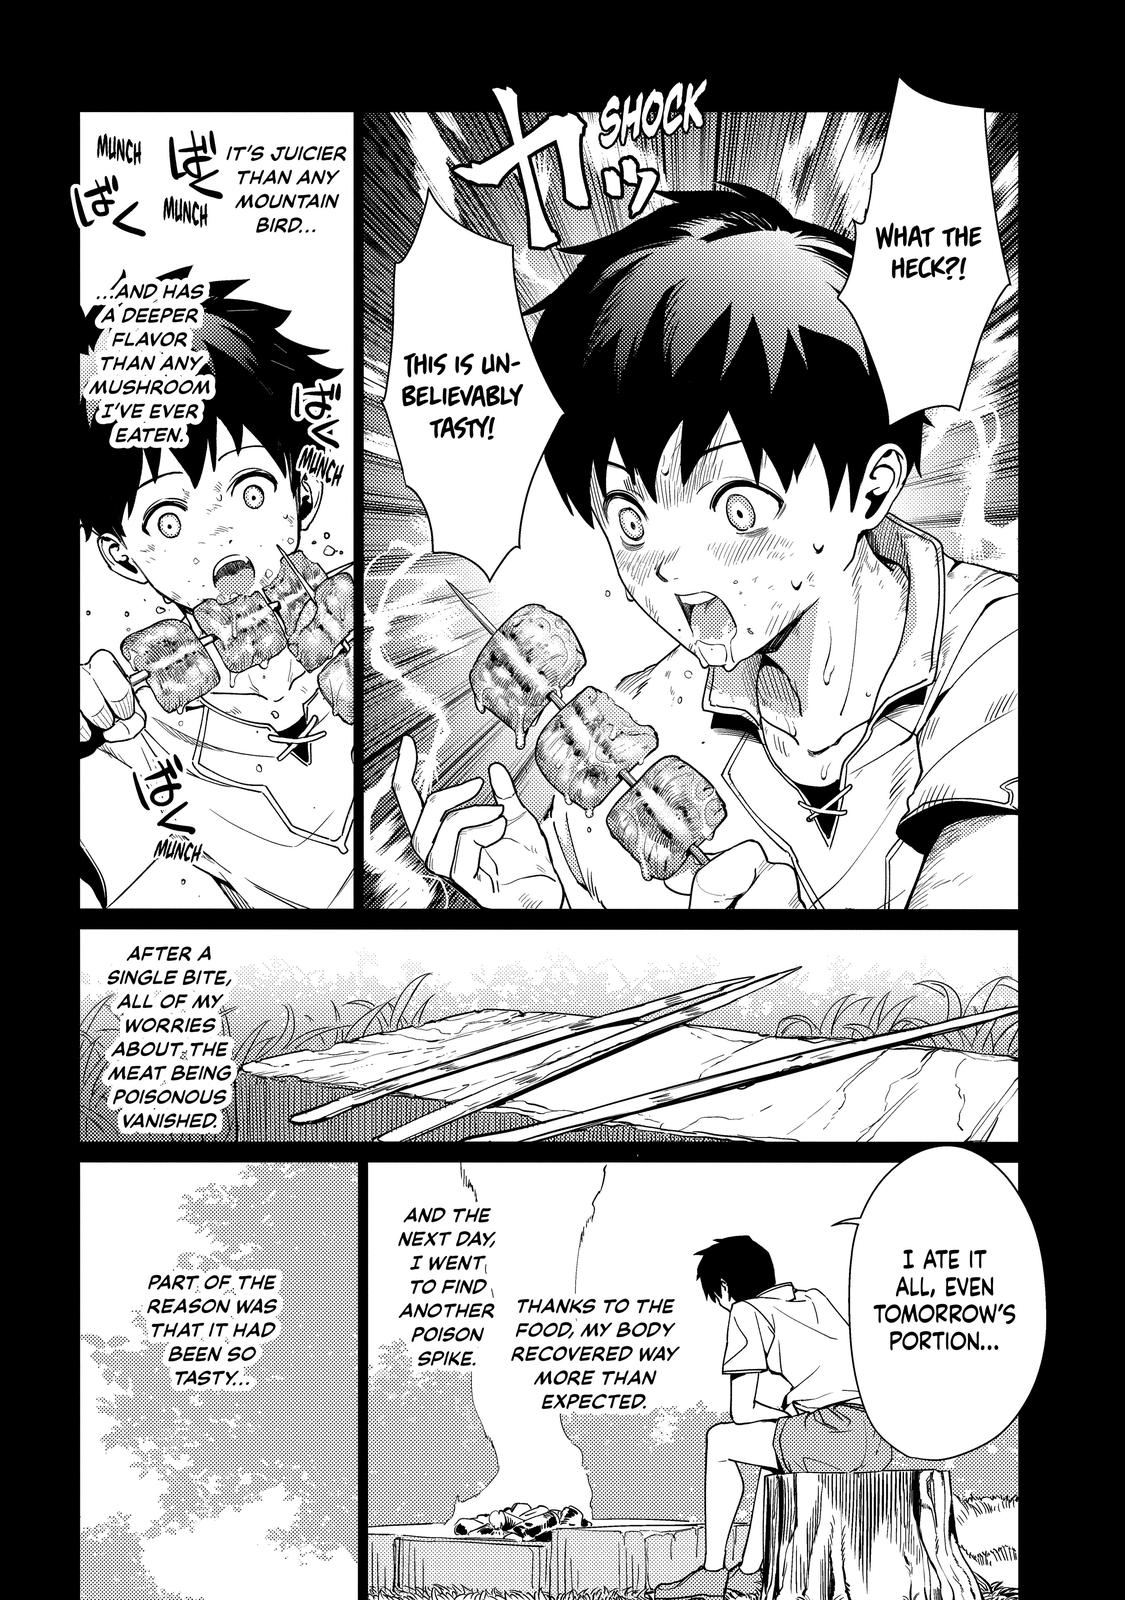 WHAT THE
HECK?!
SHOCK
カッ
THIS IS UN-
BELIEVABLY
TASTY!
IT'S JUICIER
THAN ANY
MOUNTAIN
BIRD...
ばく
MUNCH
ばく
MUNCH
...AND HAS
A DEEPER
FLAVOR
THAN ANY
MUSHROOM
I'VE EVER
EATEN.
ばく
MUNCH
ばく
MUNCH
AFTER A
SINGLE BITE,
ALL OF MY
WORRIES
ABOUT THE
MEAT BEING
POISONOUS
VANISHED.
I ATE IT
ALL, EVEN
TOMORROW'S
PORTION...
THANKS TO THE
FOOD, MY BODY
RECOVERED WAY
MORE THAN
EXPECTED.
AND THE
NEXT DAY,
I WENT
TO FIND
ANOTHER
POISON
SPIKE.
PART OF THE
REASON WAS
THAT IT HAD
BEEN SO
TASTY...